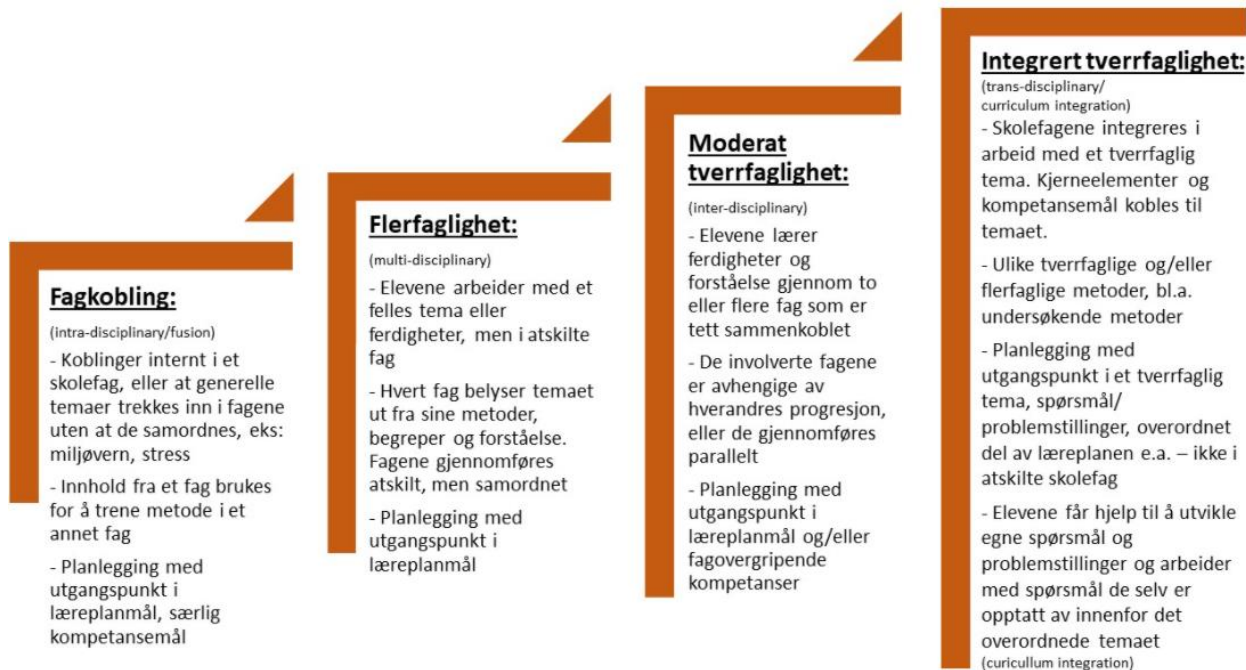 Fagkobling:
(intra-disciplinary/fusion)
- Koblinger internt i et
skolefag, eller at generelle
temaer trekkes inn i fagene
uten at de samordnes, eks:
miljøvern, stress
- Innhold fra et fag brukes
for å trene metode i et
annet fag
- Planlegging med
utgangspunkt i
læreplanmål, særlig
kompetansemål
Flerfaglighet:
(multi-disciplinary)
- Elevene arbeider med et
felles tema eller
ferdigheter, men i atskilte
fag
- Hvert fag belyser temaet
ut fra sine metoder,
begreper og forståelse.
Fagene gjennomføres
atskilt, men samordnet
- Planlegging med
utgangspunkt i
læreplanmål
Moderat
tverrfaglighet:
(inter-disciplinary)
- Elevene lærer
ferdigheter og
forståelse gjennom to
eller flere fag som er
tett sammenkoblet
- De involverte fagene
er avhengige av
hverandres progresjon,
eller de gjennomføres
parallelt
- Planlegging med
utgangspunkt i
læreplanmål og/eller
fagovergripende
kompetanser
Integrert tverrfaglighet:
(trans-disciplinary/
curriculum integration)
- Skolefagene integreres i
arbeid med et tverrfaglig
tema. Kjerneelementer og
kompetansemål kobles til
temaet.
- Ulike tverrfaglige og/eller
flerfaglige metoder, bl.a.
undersøkende metoder
- Planlegging med
utgangspunkt i et tverrfaglig
tema, spørsmål/
problemstillinger, overordnet
del av læreplanen e.a. – ikke i
atskilte skolefag
- Elevene får hjelp til å utvikle
egne spørsmål og
problemstillinger og arbeider
med spørsmål de selv er
opptatt av innenfor det
overordnede temaet
(curicullum integration)